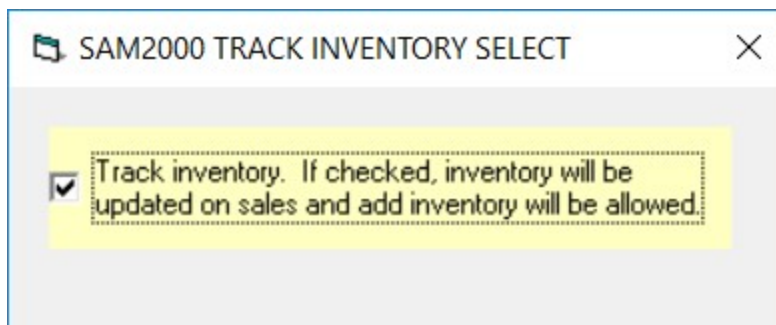 SAM2000 TRACK INVENTORY SELECT
Track inventory.  If checked, inventory will be
updated on sales and add inventory will be allowed.